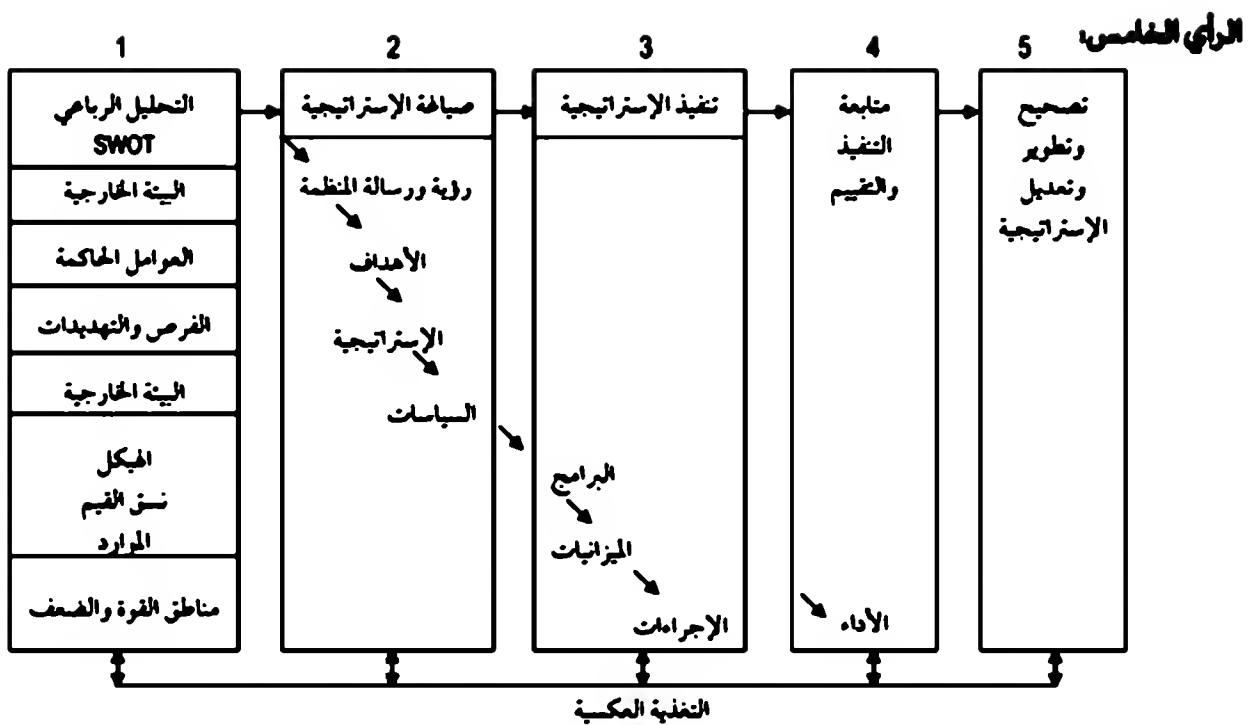 الرأي الخامس:
1
2
3
4
5
التحليل الرباعي
SWOT
البيئة الخارجية
العوامل الحاكمة
الفرص والتهديدات
البيئة الخارجية
الهيكل
نسق القيم
الموارد
مناطق القوة والضعف
صياغة الإستراتيجية
رؤية ورسالة المنظمة
الأهداف
الإستراتيجية
السياسات
تنفيذ الإستراتيجية
البرامج
الميزانيات
الإجراءات
متابعة
التنفيذ
والتقييم
الأداء
تصحيح
وتطوير
وتعديل
الإستراتيجية
التغذية العكسية